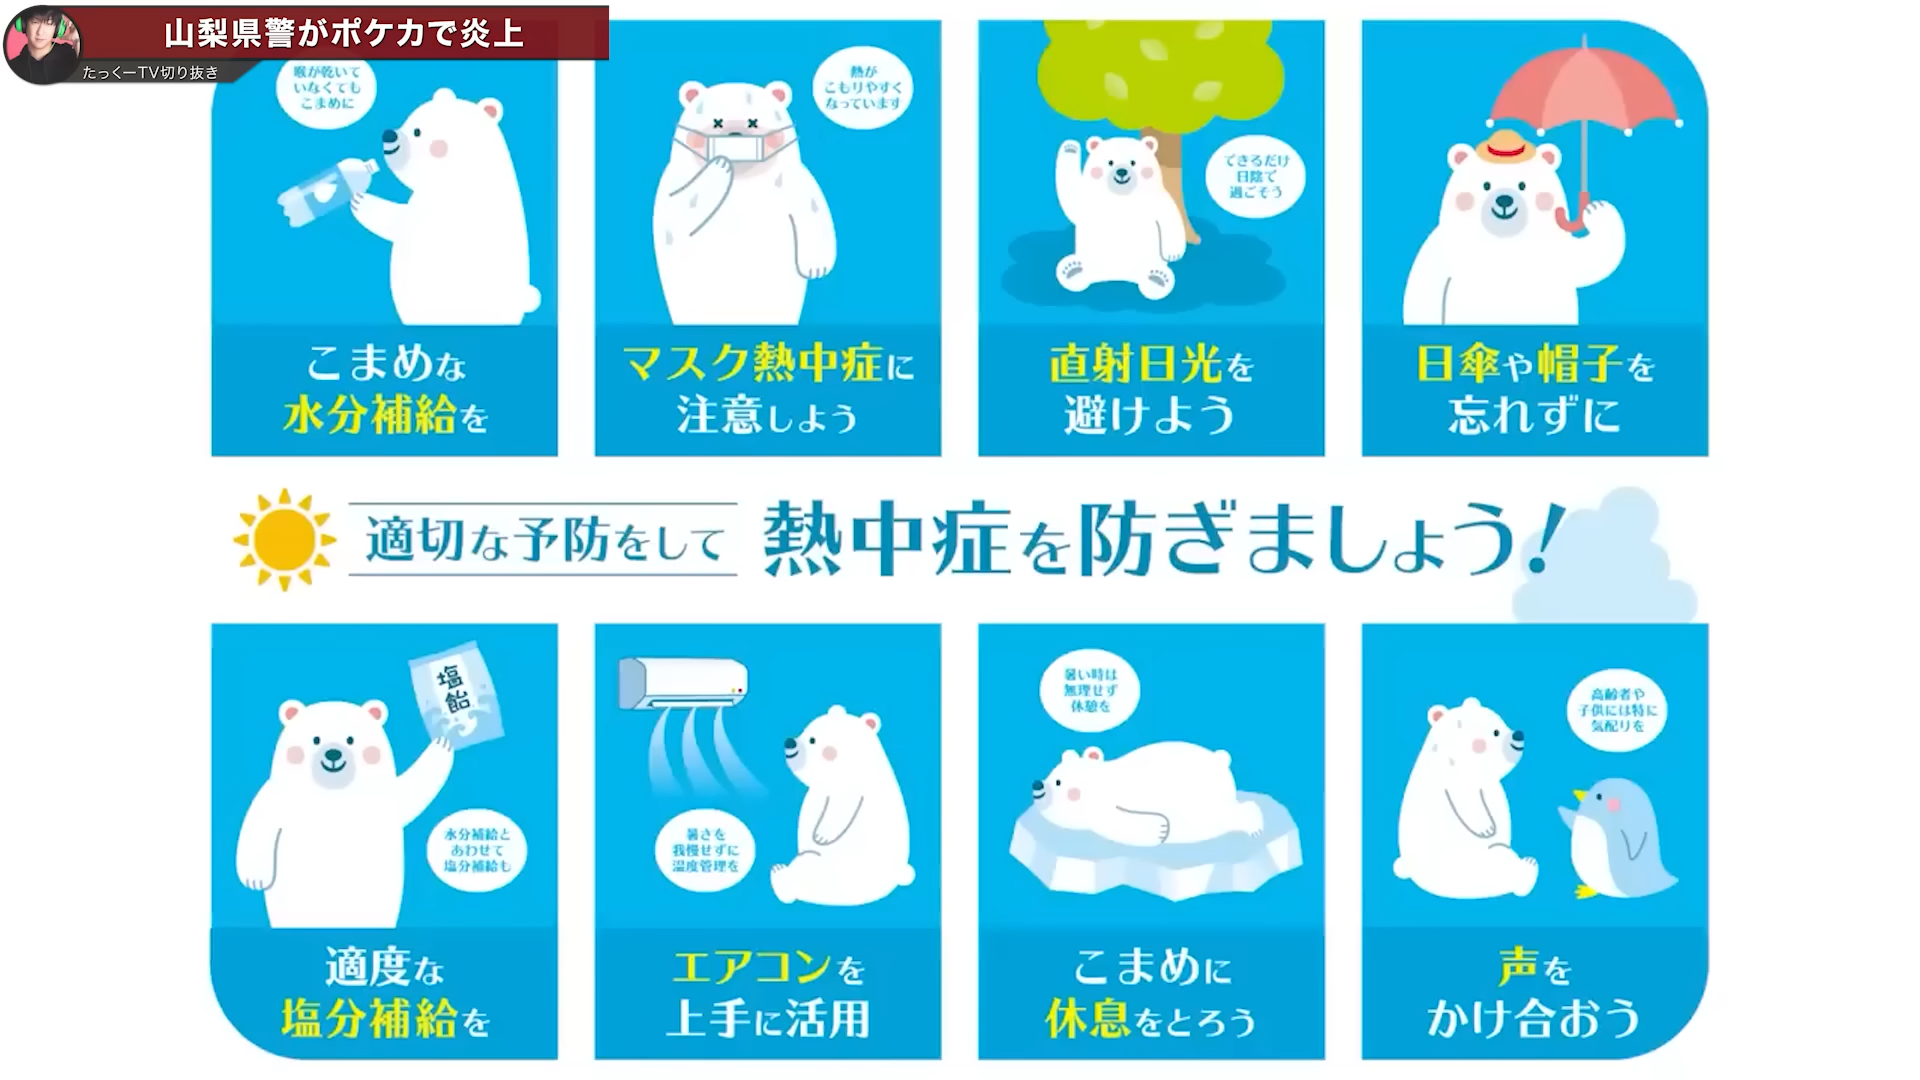 山梨県警がポケカで炎上
たっくーTV切り抜き
喉が乾いて
いなくても
こまめに
こまめな
水分補給を
熱が
こもりやすく
なっています
マスク熱中症に
注意しよう
できるだけ
日陰で
過ごそう
直射日光を
避けよう
日傘や帽子を
忘れずに
適切な予防をして 熱中症を防ぎましょう!
塩飴
水分補給と
あわせて
塩分補給も
適度な
塩分補給を
暑さを
我慢せずに
温度管理を
エアコンを
上手に活用
暑い時は
無理せず
休憩を
こまめに
休息をとろう
高齢者や
子供には特に
気配りを
声を
かけ合おう